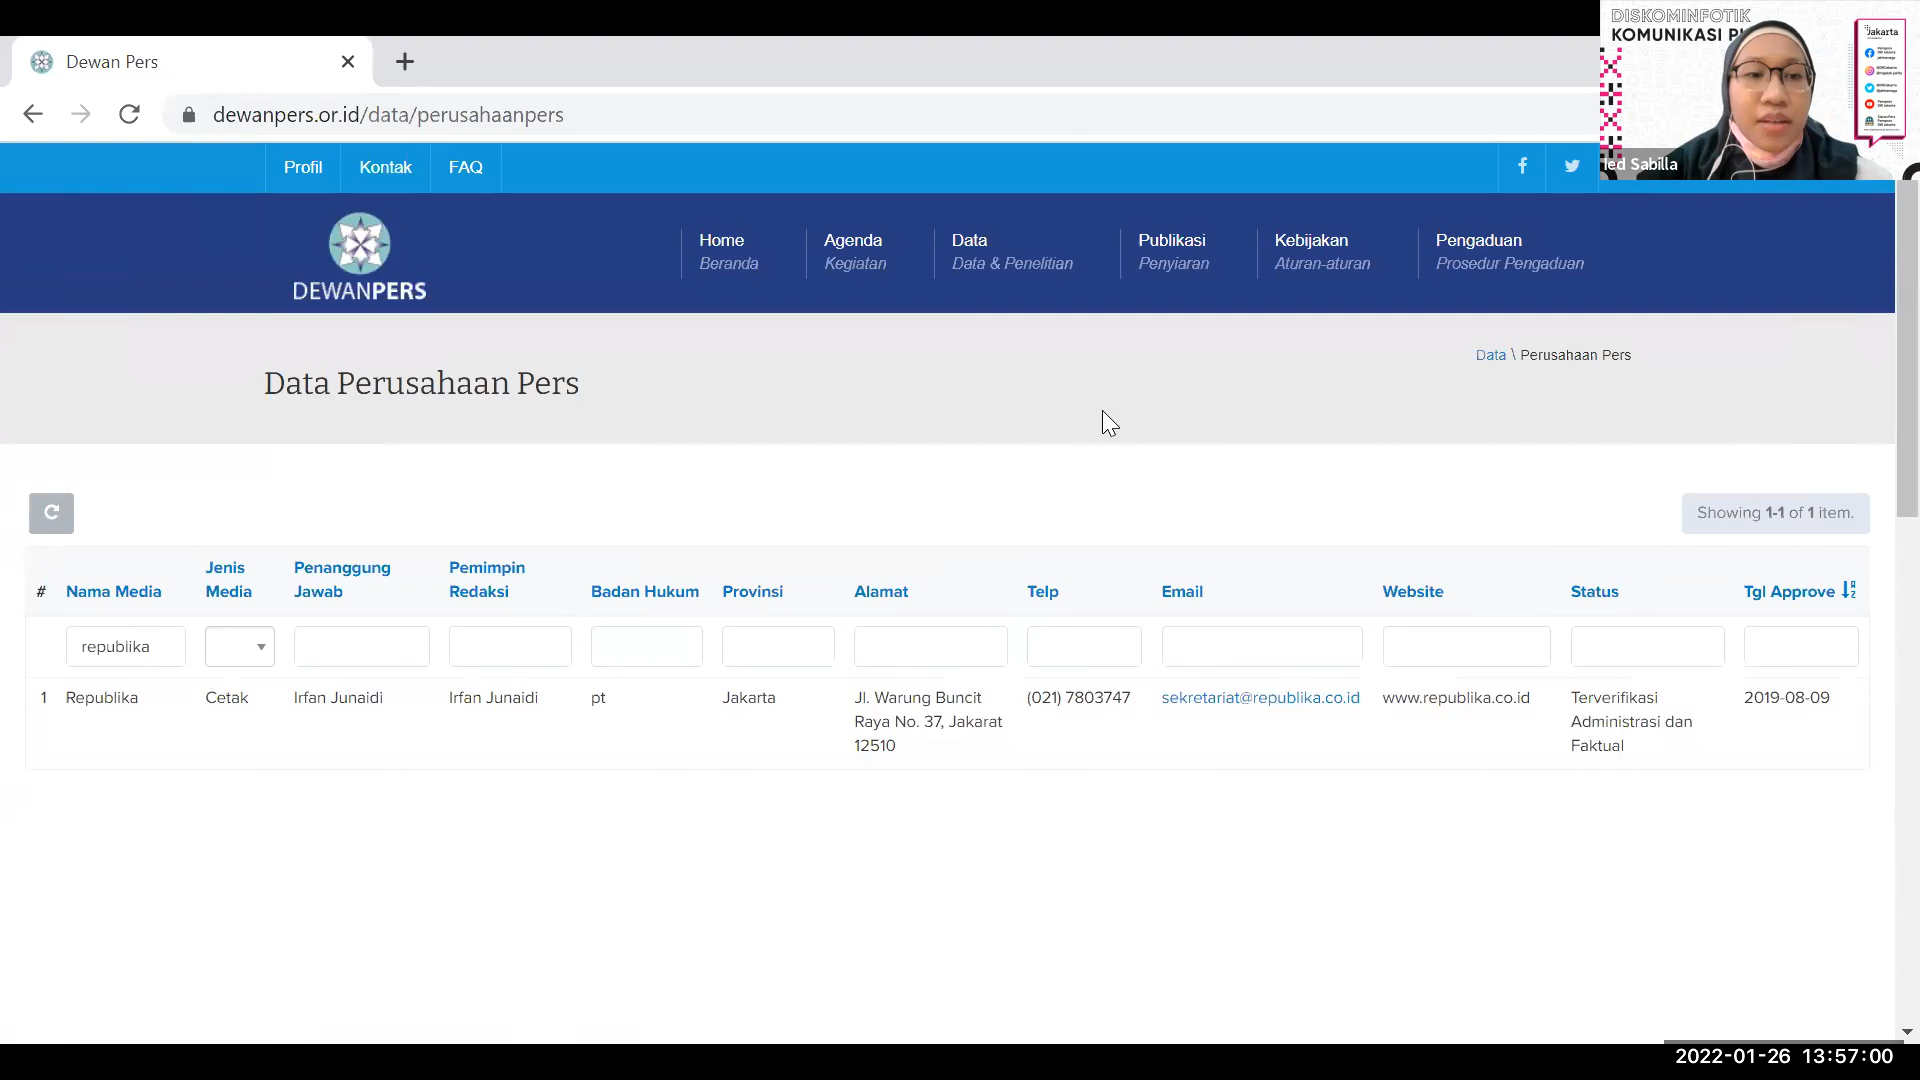 DISKOMINFOTIK
KOMUNIKASI
Jakarta
Sabilla
Dewan Pers
dewanpers.or.id/data/perusahaanpers
Profil Kontak FAQ
DEWANPERS
Home Agenda Data Publikasi Kebijakan Pengaduan
Beranda Kegiatan Data & Penelitian Penyiaran Aturan-aturan Prosedur Pengaduan
Data \ Perusahaan Pers
Data Perusahaan Pers
Showing 1-1 of 1 item.
# Nama Media Jenis Media Penanggung Jawab Pemimpin Redaksi Badan Hukum Provinsi Alamat Telp Email Website Status Tgl Approve
republika
1 Republika Cetak Irfan Junaidi Irfan Junaidi pt Jakarta Jl. Warung Buncit (021) 7803747 sekretariat@republika.co.id www.republika.co.id Terverifikasi 2019-08-09
Raya No. 37, Jakarat Administrasi dan
12510 Faktual
2022-01-26 13:57:00